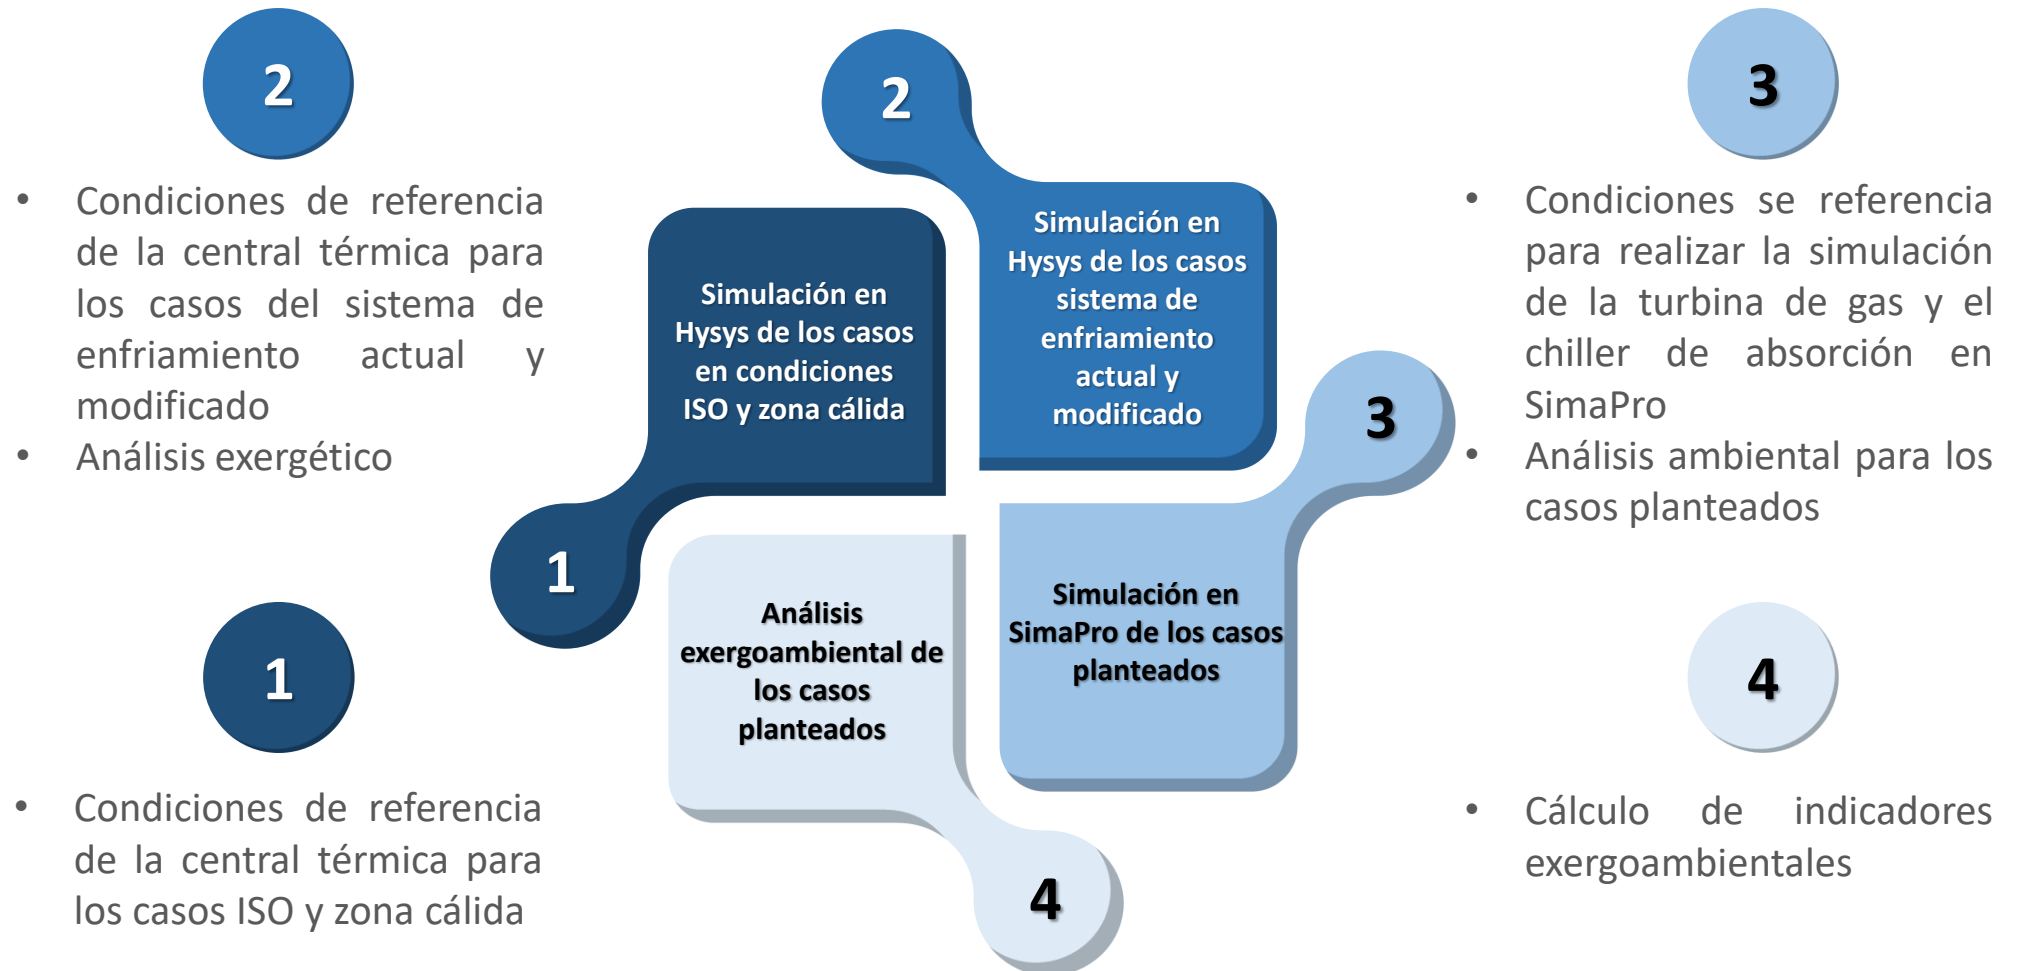 2
• Condiciones de referencia
de la central térmica para
los casos del sistema de
enfriamiento actual y
modificado
• Análisis exergético
1
• Condiciones de referencia
de la central térmica para
los casos ISO y zona cálida
1
Simulación en
Hysys de los casos
en condiciones
ISO y zona cálida
2
Simulación en
Hysys de los casos
sistema de
enfriamiento
actual y
modificado
3
Simulación en
SimaPro de los casos
planteados
Análisis
exergoambiental de
los casos
planteados
4
3
• Condiciones se referencia
para realizar la simulación
de la turbina de gas y el
chiller de absorción en
SimaPro
• Análisis ambiental para los
casos planteados
4
• Cálculo de indicadores
exergoambientales